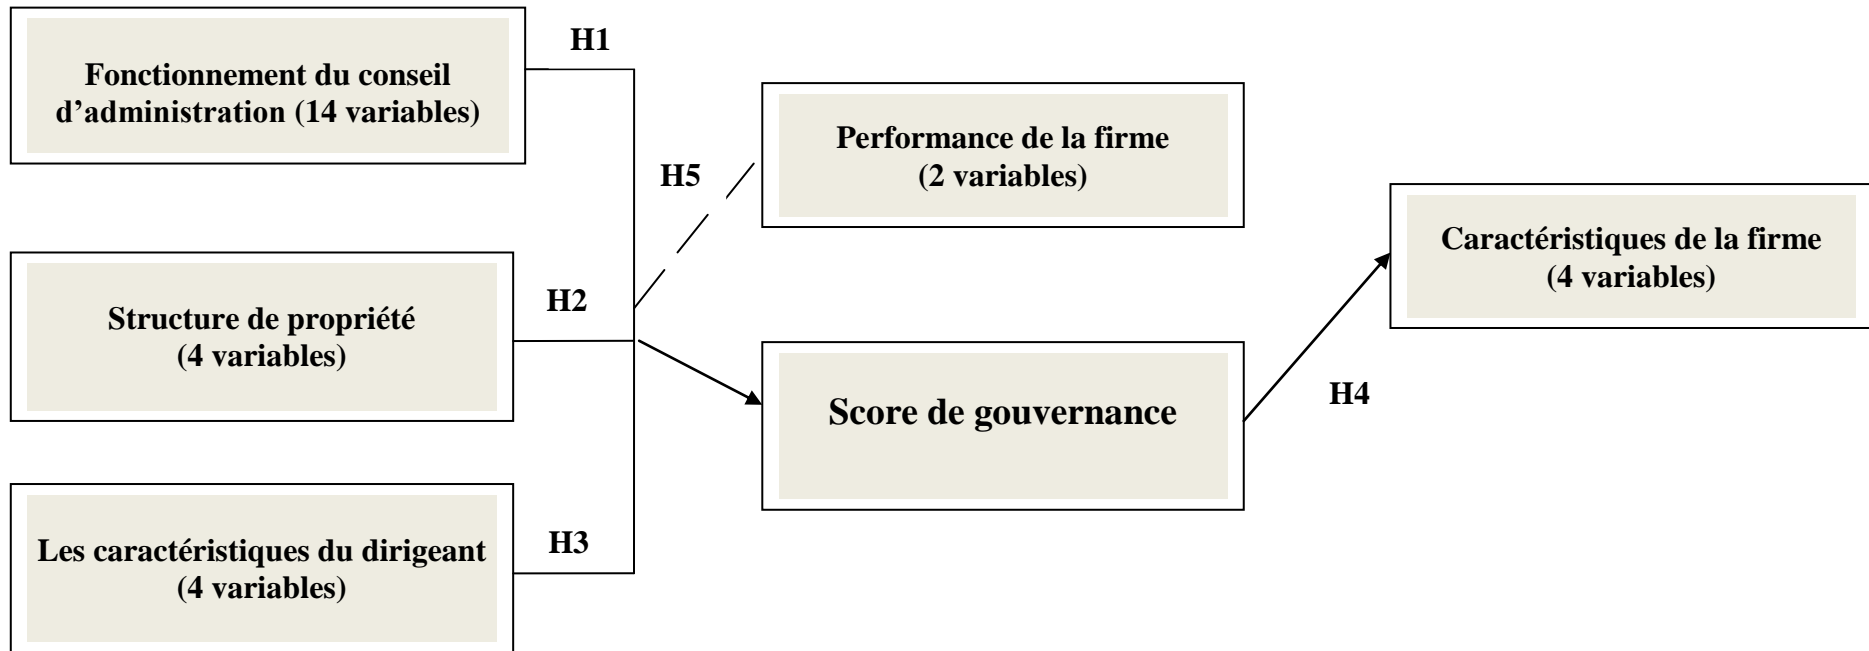 H1
Fonctionnement du conseil
d’administration (14 variables)
Performance de la firme
(2 variables)
H5
Caractéristiques de la firme
(4 variables)
H2
Structure de propriété
(4 variables)
Score de gouvernance
H4
H3
Les caractéristiques du dirigeant
(4 variables)